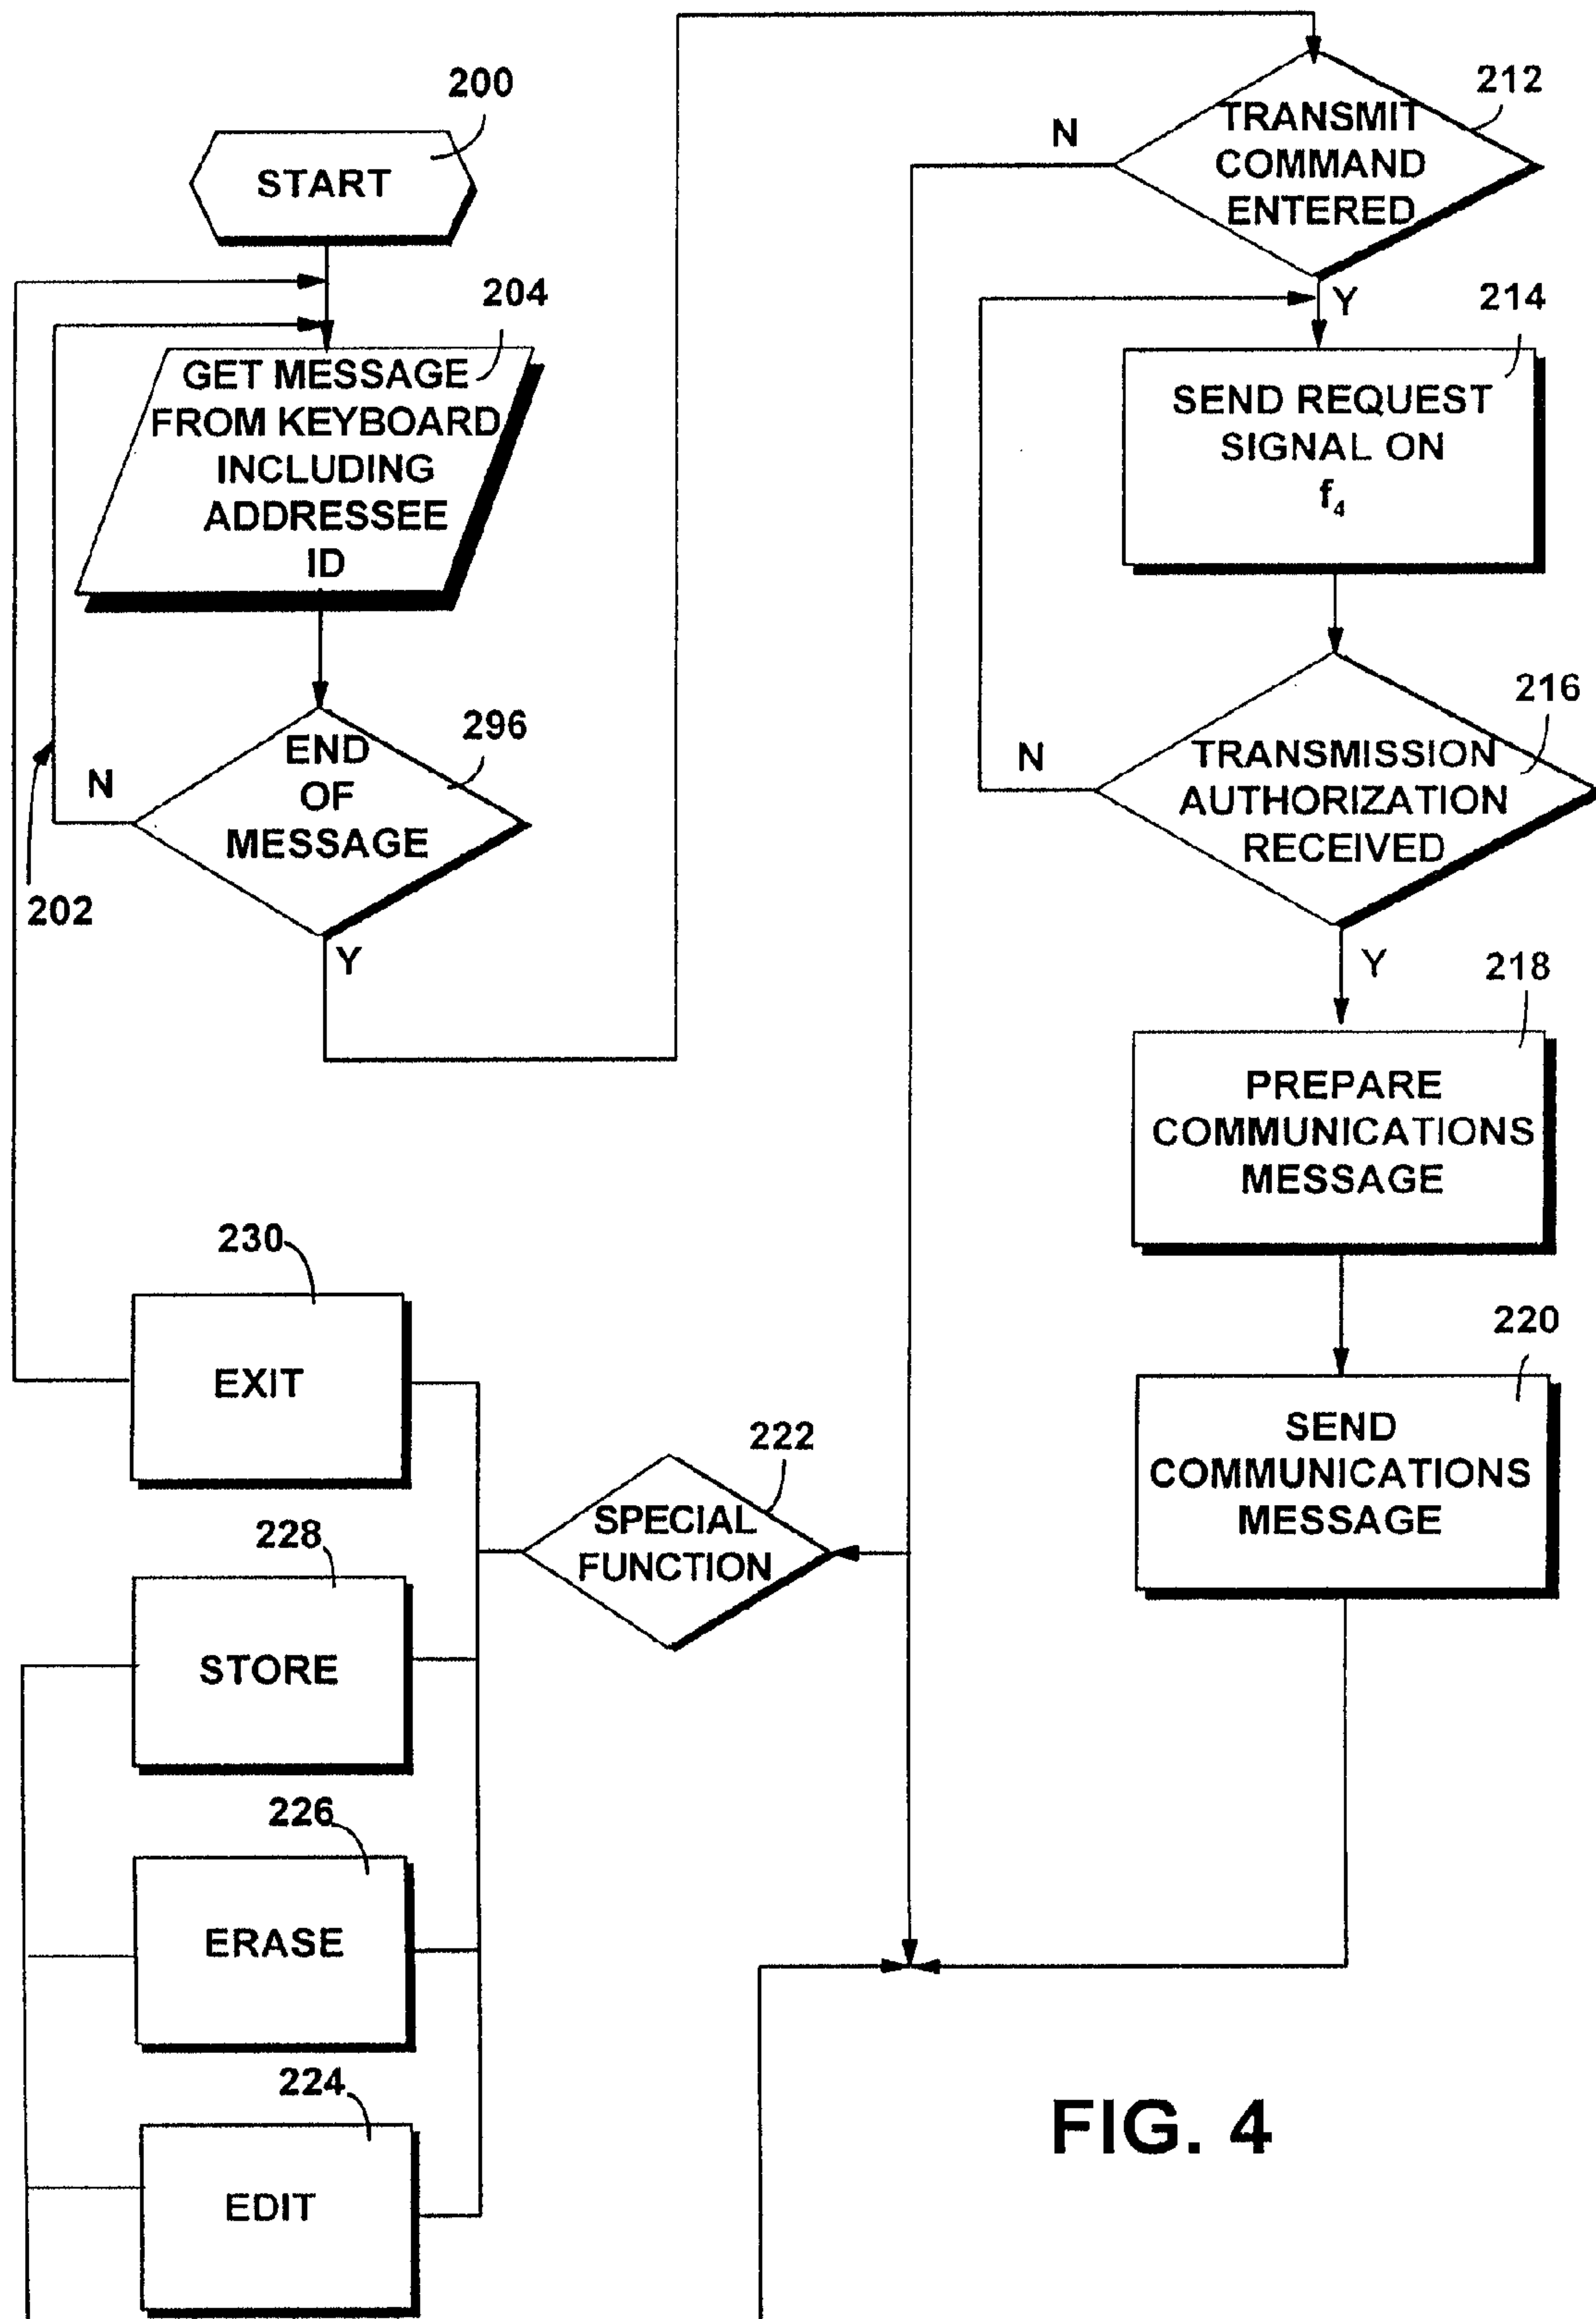 200
START
204
GET MESSAGE
FROM KEYBOARD
INCLUDING
ADDRESSEE
ID
296
END
OF
MESSAGE
N
202
Y
212
TRANSMIT
COMMAND
ENTERED
N
Y
214
SEND REQUEST
SIGNAL ON
f₄
216
TRANSMISSION
AUTHORIZATION
RECEIVED
N
Y
218
PREPARE
COMMUNICATIONS
MESSAGE
220
SEND
COMMUNICATIONS
MESSAGE
222
SPECIAL
FUNCTION
230
EXIT
228
STORE
226
ERASE
224
EDIT
FIG. 4